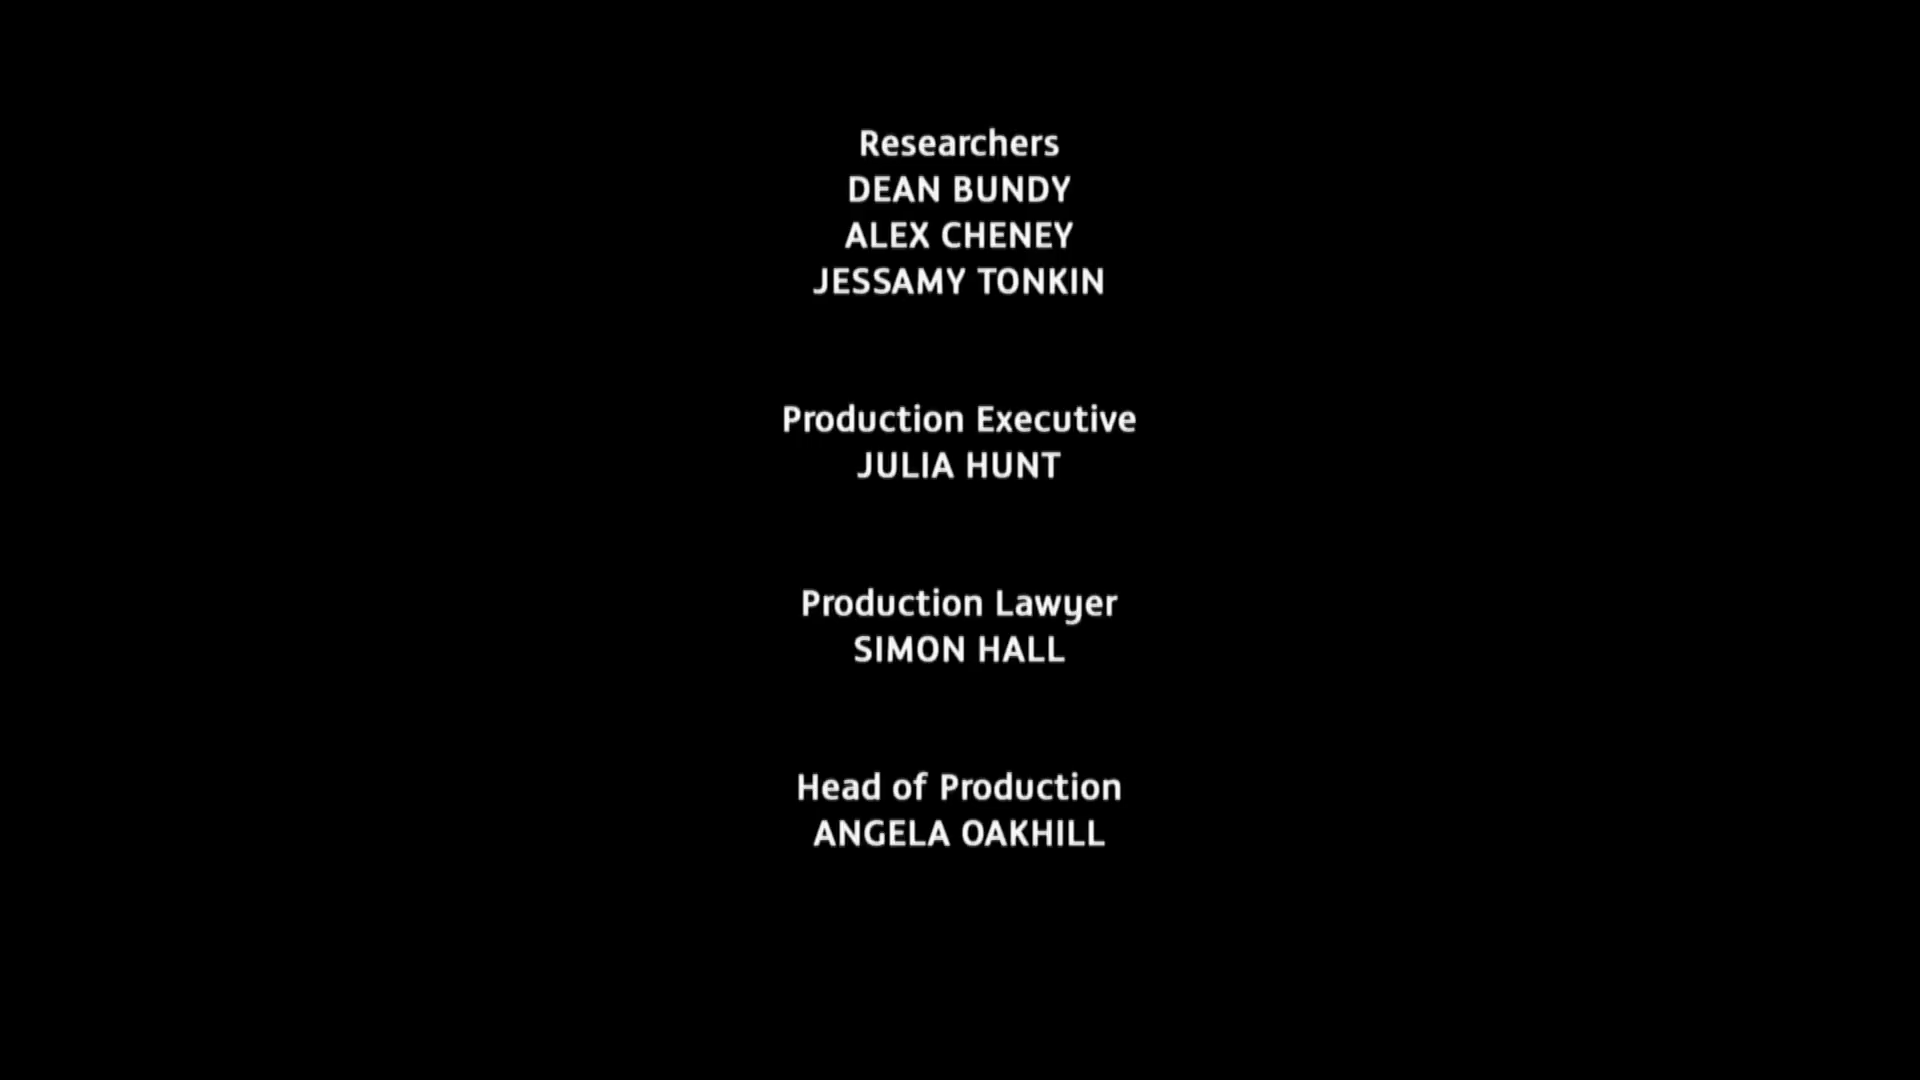 Researchers
DEAN BUNDY
ALEX CHENEY
JESSAMY TONKIN
Production Executive
JULIA HUNT
Production Lawyer
SIMON HALL
Head of Production
ANGELA OAKHILL